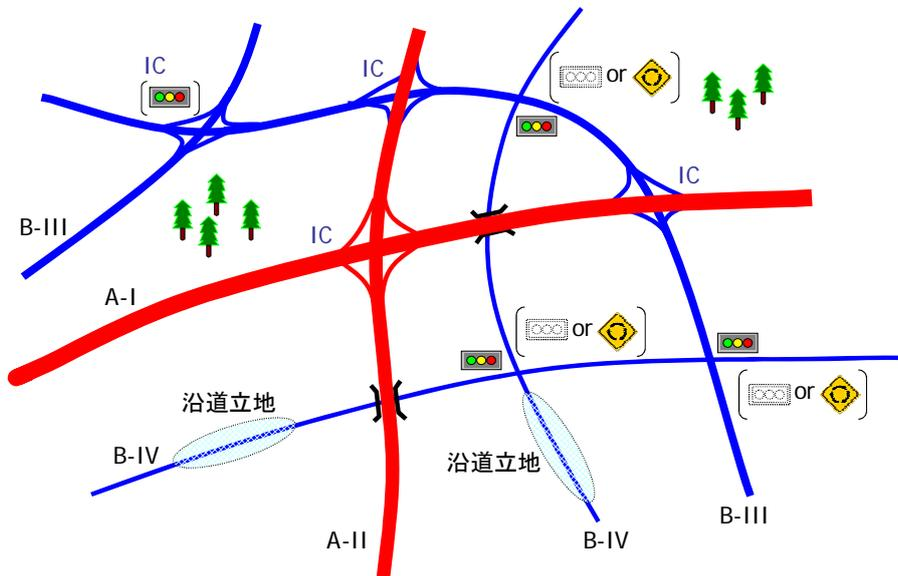 IC
IC
or
IC
B-III
IC
A-I
or
沿道立地
or
B-IV
沿道立地
B-III
A-II
B-IV